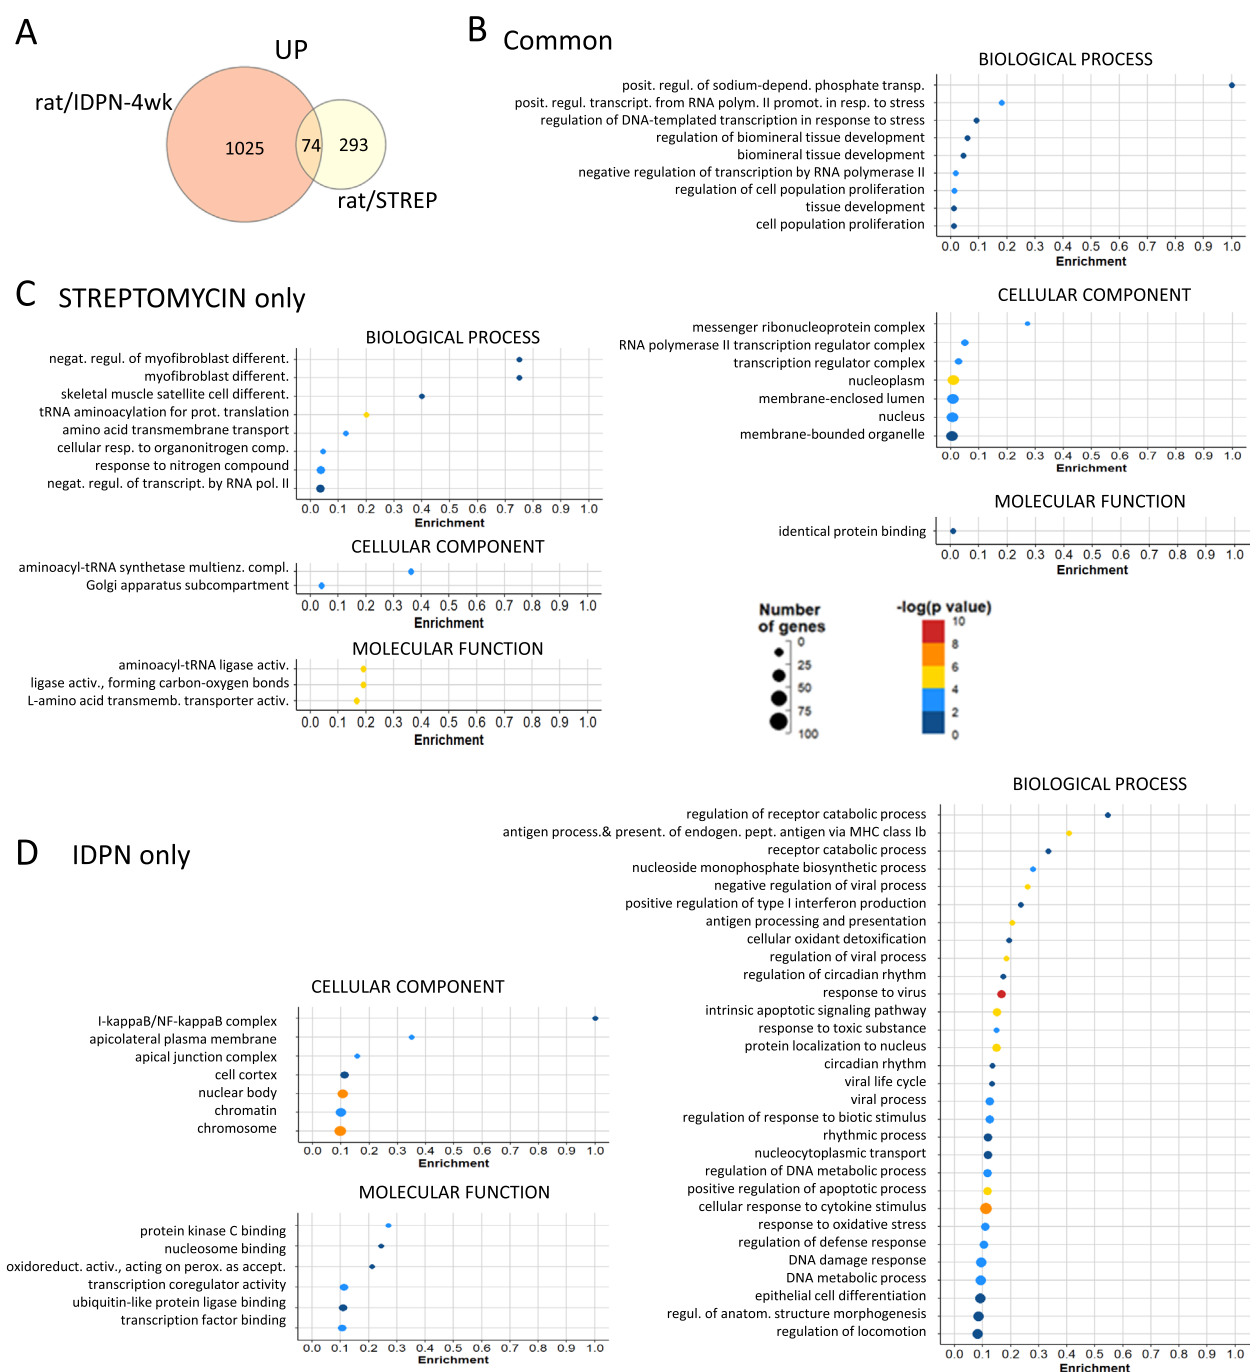 A
UP
rat/IDPN-4wk
1025
74
293
rat/STREP
B
Common
BIOLOGICAL PROCESS
posit. regul. of sodium-depend. phosphate transp.
posit. regul. transcript. from RNA polym. II promot. in resp. to stress
regulation of DNA-templated transcription in response to stress
regulation of biomineral tissue development
biomineral tissue development
negative regulation of transcription by RNA polymerase II
regulation of cell population proliferation
tissue development
cell population proliferation
0.0 0.1 0.2 0.3 0.4 0.5 0.6 0.7 0.8 0.9 1.0
Enrichment
CELLULAR COMPONENT
messenger ribonucleoprotein complex
RNA polymerase II transcription regulator complex
transcription regulator complex
nucleoplasm
membrane-enclosed lumen
nucleus
membrane-bounded organelle
0.0 0.1 0.2 0.3 0.4 0.5 0.6 0.7 0.8 0.9 1.0
Enrichment
MOLECULAR FUNCTION
identical protein binding
0.0 0.1 0.2 0.3 0.4 0.5 0.6 0.7 0.8 0.9 1.0
Enrichment
C
STREPTOMYCIN only
BIOLOGICAL PROCESS
negat. regul. of myofibroblast different.
myofibroblast different.
skeletal muscle satellite cell different.
tRNA aminoacylation for prot. translation
amino acid transmembrane transport
cellular resp. to organonitrogen comp.
response to nitrogen compound
negat. regul. of transcript. by RNA pol. II
0.0 0.1 0.2 0.3 0.4 0.5 0.6 0.7 0.8 0.9 1.0
Enrichment
CELLULAR COMPONENT
aminoacyl-tRNA synthetase multienz. compl.
Golgi apparatus subcompartment
0.0 0.1 0.2 0.3 0.4 0.5 0.6 0.7 0.8 0.9 1.0
Enrichment
MOLECULAR FUNCTION
aminoacyl-tRNA ligase activ.
ligase activ., forming carbon-oxygen bonds
L-amino acid transmemb. transporter activ.
0.0 0.1 0.2 0.3 0.4 0.5 0.6 0.7 0.8 0.9 1.0
Enrichment
Number
of genes
0
25
50
75
100
-log(p value)
10
8
6
4
2
0
D
IDPN only
CELLULAR COMPONENT
I-kappaB/NF-kappaB complex
apicolateral plasma membrane
apical junction complex
cell cortex
nuclear body
chromatin
chromosome
0.0 0.1 0.2 0.3 0.4 0.5 0.6 0.7 0.8 0.9 1.0
Enrichment
MOLECULAR FUNCTION
protein kinase C binding
nucleosome binding
oxidoreduct. activ., acting on perox. as accept.
transcription coregulator activity
ubiquitin-like protein ligase binding
transcription factor binding
0.0 0.1 0.2 0.3 0.4 0.5 0.6 0.7 0.8 0.9 1.0
Enrichment
BIOLOGICAL PROCESS
regulation of receptor catabolic process
antigen process.& present. of endogen. pept. antigen via MHC class Ib
receptor catabolic process
nucleoside monophosphate biosynthetic process
negative regulation of viral process
positive regulation of type I interferon production
antigen processing and presentation
cellular oxidant detoxification
regulation of viral process
regulation of circadian rhythm
response to virus
intrinsic apoptotic signaling pathway
response to toxic substance
protein localization to nucleus
circadian rhythm
viral life cycle
viral process
regulation of response to biotic stimulus
rhythmic process
nucleocytoplasmic transport
regulation of DNA metabolic process
positive regulation of apoptotic process
cellular response to cytokine stimulus
response to oxidative stress
regulation of defense response
DNA damage response
DNA metabolic process
epithelial cell differentiation
regul. of anatom. structure morphogenesis
regulation of locomotion
0.0 0.1 0.2 0.3 0.4 0.5 0.6 0.7 0.8 0.9 1.0
Enrichment